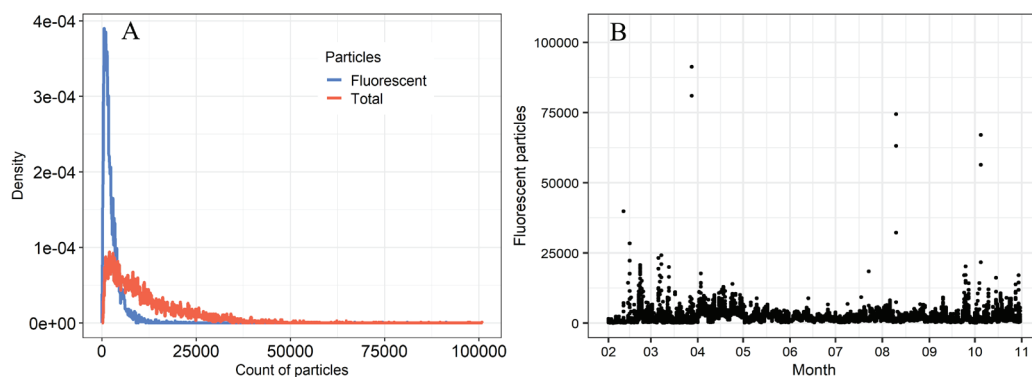 A
4e-04
3e-04
2e-04
1e-04
0e+00
Density
Particles
Fluorescent
Total
0 25000 50000 75000 100000
Count of particles
B
100000
75000
50000
25000
0
Fluorescent particles
02 03 04 05 06 07 08 09 10 11
Month